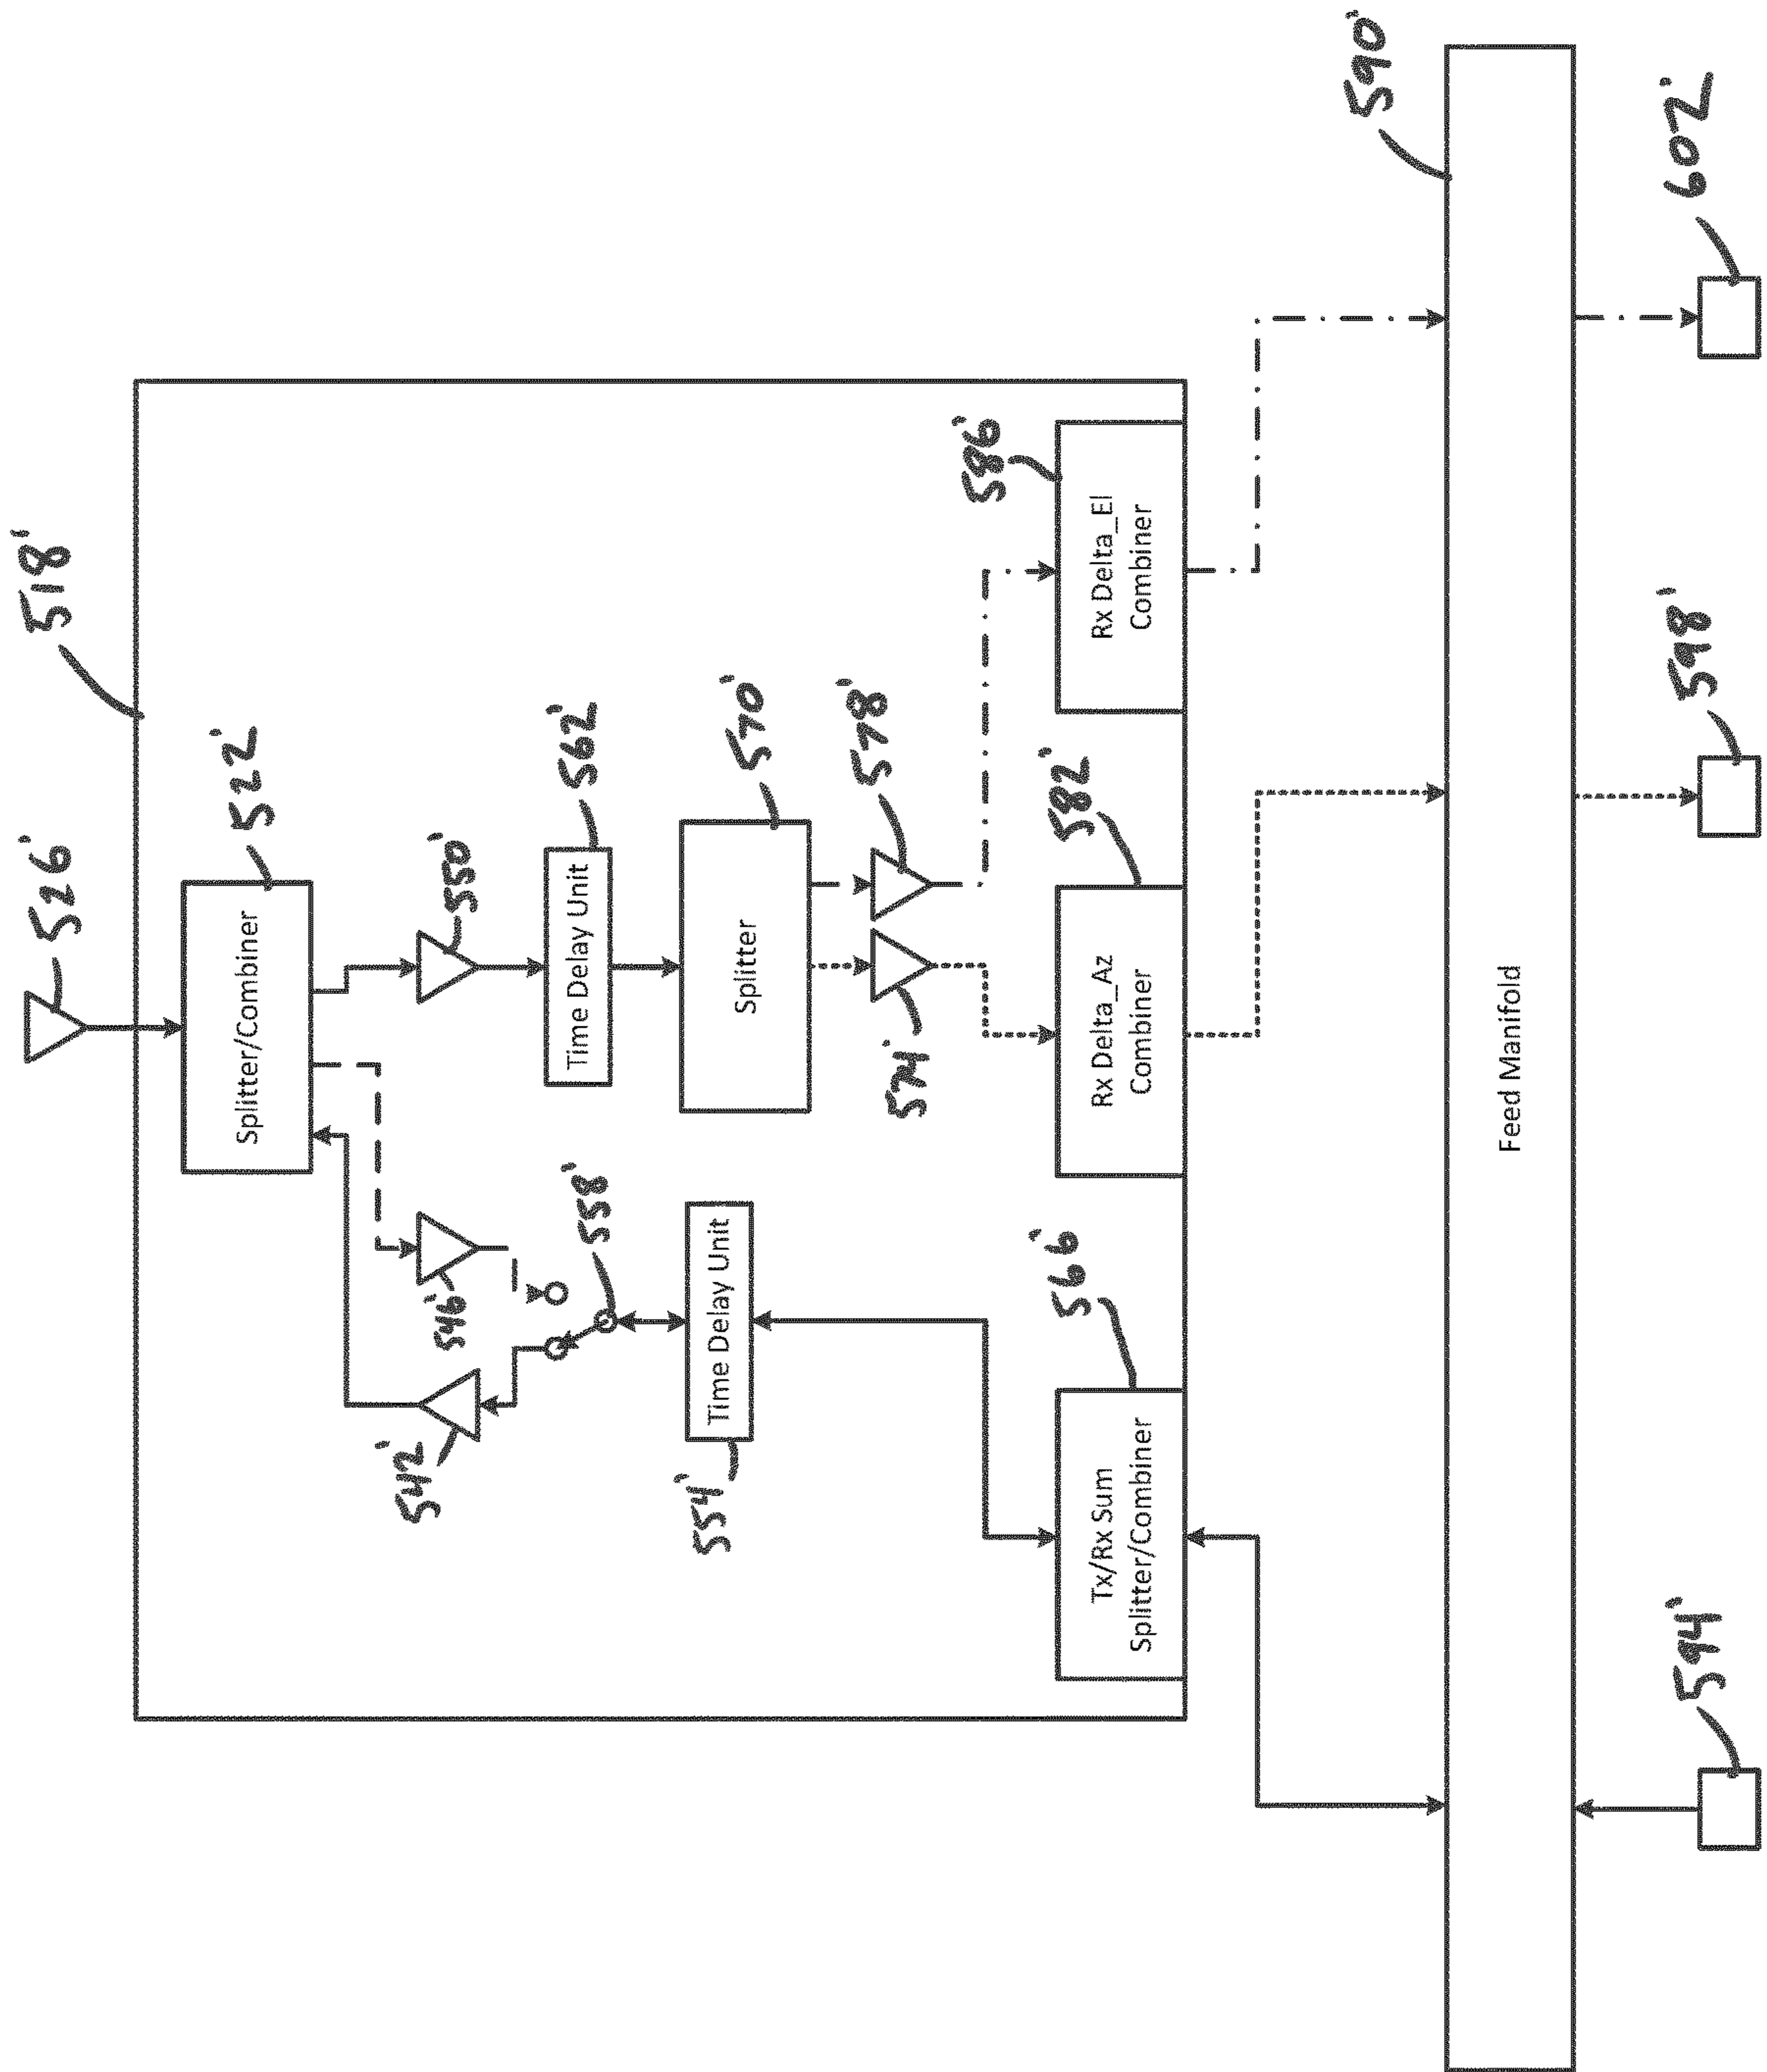 526'
518'
522'
Splitter/Combiner
542'
546'
550'
558'
554'
Time Delay Unit
Time Delay Unit
562'
Splitter
570'
574'
578'
566'
Tx/Rx Sum
Splitter/Combiner
Rx Delta_Az
Combiner
582'
Rx Delta_El
Combiner
586'
Feed Manifold
590'
594'
598'
602'